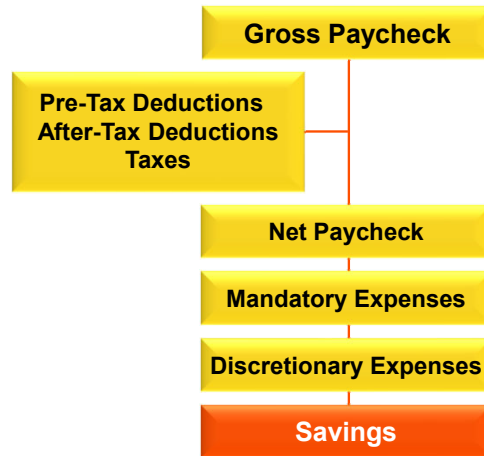 Gross Paycheck
Pre-Tax Deductions
After-Tax Deductions
Taxes
Net Paycheck
Mandatory Expenses
Discretionary Expenses
Savings